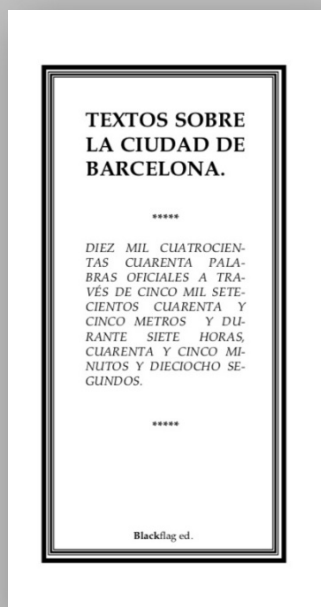 TEXTOS SOBRE
LA CIUDAD DE
BARCELONA.
*****
DIEZ MIL CUATROCIEN-
TAS CUARENTA PALA-
BRAS OFICIALES A TRA-
VÉS DE CINCO MIL SETE-
CIENTOS CUARENTA Y
CINCO METROS Y DU-
RANTE SIETE HORAS,
CUARENTA Y CINCO MI-
NUTOS Y DIECIOCHO SE-
GUNDOS.
*****
Blackflag ed.